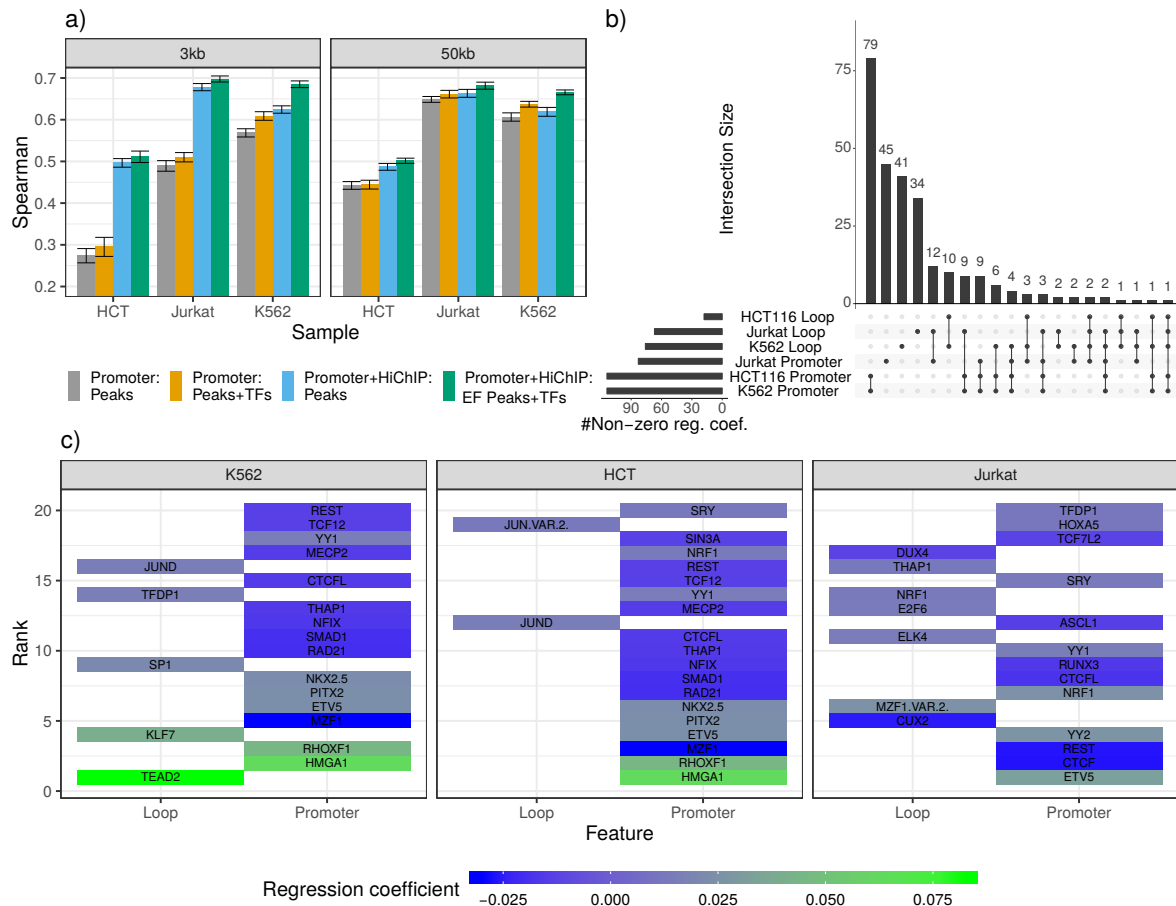 a)
3kb
50kb
0.7
0.6
0.5
0.4
0.3
0.2
Spearman
HCT
Jurkat
K562
HCT
Jurkat
K562
Sample
Promoter:
Peaks
Promoter:
Peaks+TFs
Promoter+HiChIP:
Peaks
Promoter+HiChIP:
EF Peaks+TFs
b)
Intersection Size
75
50
25
0
79
45
41
34
12
10
9
9
6
4
3
3
2
2
2
2
1
1
1
1
HCT116 Loop
Jurkat Loop
K562 Loop
Jurkat Promoter
HCT116 Promoter
K562 Promoter
90
60
30
0
#Non-zero reg. coef.
c)
K562
HCT
Jurkat
20
15
10
5
0
Rank
REST
TCF12
YY1
MECP2
JUND
CTCFL
TFDP1
THAP1
NFIX
SMAD1
RAD21
SP1
NKX2.5
PITX2
ETV5
MZF1
KLF7
RHOXF1
HMGA1
TEAD2
SRY
JUN.VAR.2.
SIN3A
NRF1
REST
TCF12
YY1
MECP2
JUND
CTCFL
THAP1
NFIX
SMAD1
RAD21
NKX2.5
PITX2
ETV5
MZF1
RHOXF1
HMGA1
TFDP1
HOXA5
TCF7L2
DUX4
THAP1
SRY
NRF1
E2F6
ASCL1
ELK4
YY1
RUNX3
CTCFL
NRF1
MZF1.VAR.2.
CUX2
YY2
REST
CTCF
ETV5
Loop
Promoter
Loop
Promoter
Loop
Promoter
Feature
Regression coefficient
−0.025
0.000
0.025
0.050
0.075